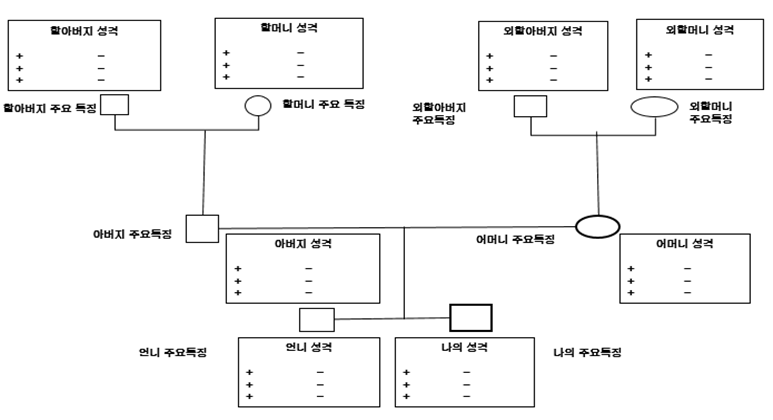 할아버지 성격
+ −
+ −
+ −
할머니 성격
+ −
+ −
+ −
외할아버지 성격
+ −
+ −
+ −
외할머니 성격
+ −
+ −
+ −
할아버지 주요 특징
할머니 주요 특징
외할아버지
주요특징
외할머니
주요특징
아버지 주요특징
어머니 주요특징
아버지 성격
+ −
+ −
+ −
어머니 성격
+ −
+ −
+ −
언니 주요특징
언니 성격
+ −
+ −
+ −
나의 성격
+ −
+ −
+ −
나의 주요특징